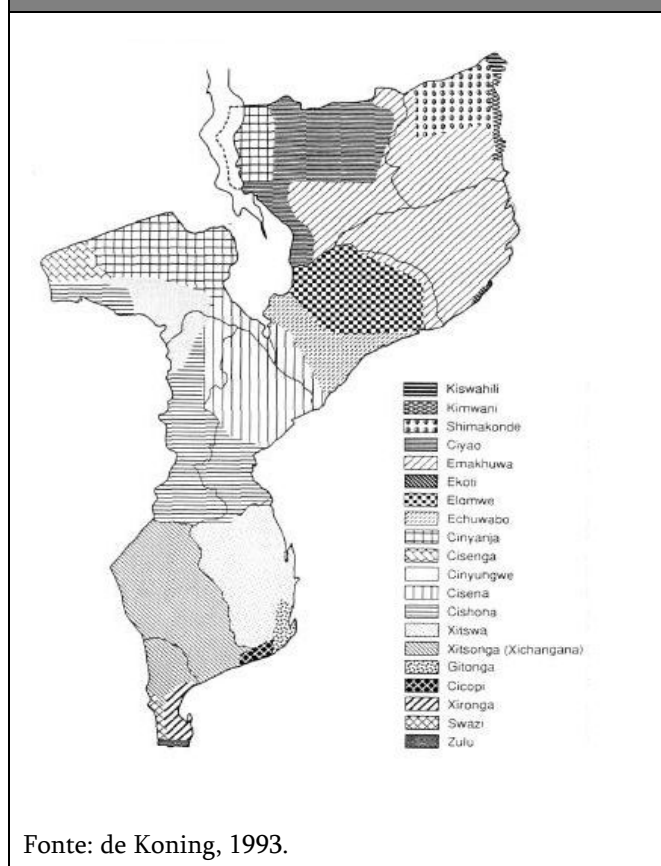 Kiswahili
Kimwani
Shimakonde
Ciyao
Emakhuwa
Ekoti
Elomwe
Echuwabo
Cinyanja
Cisenga
Cinyungwe
Cisena
Cishona
Xitswa
Xitsonga (Xichangana)
Gitonga
Cicopi
Xironga
Swazi
Zulu
Fonte: de Koning, 1993.